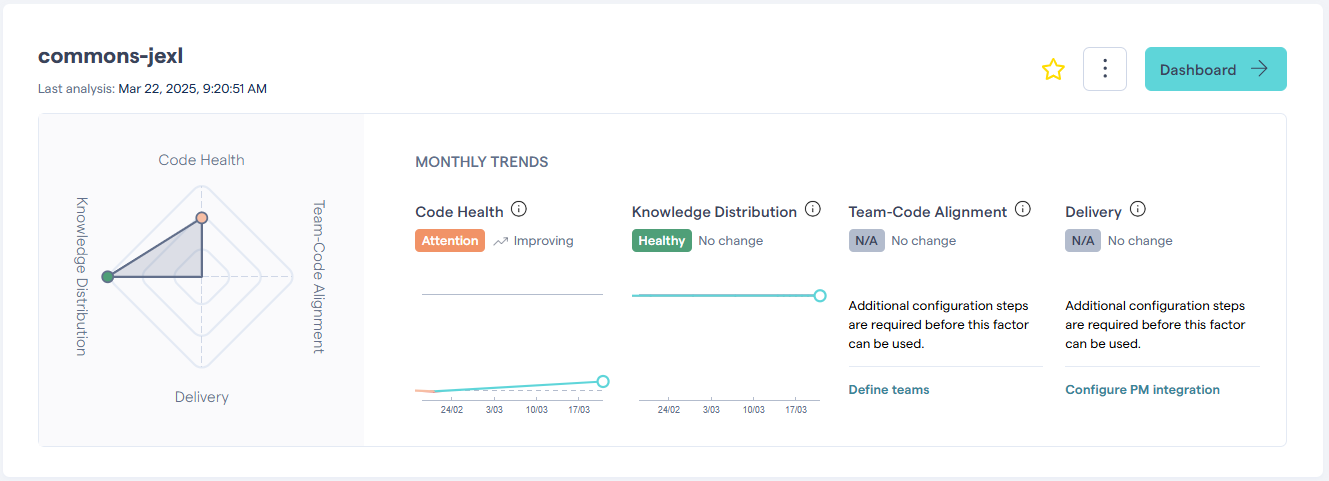 commons-jexl
Last analysis: Mar 22, 2025, 9:20:51 AM
Dashboard
Code Health
Knowledge Distribution
Team-Code Alignment
Delivery
MONTHLY TRENDS
Code Health
Attention Improving
24/02 3/03 10/03 17/03
Knowledge Distribution
Healthy No change
24/02 3/03 10/03 17/03
Team-Code Alignment
N/A No change
Additional configuration steps
are required before this factor
can be used.
Define teams
Delivery
N/A No change
Additional configuration steps
are required before this factor
can be used.
Configure PM integration